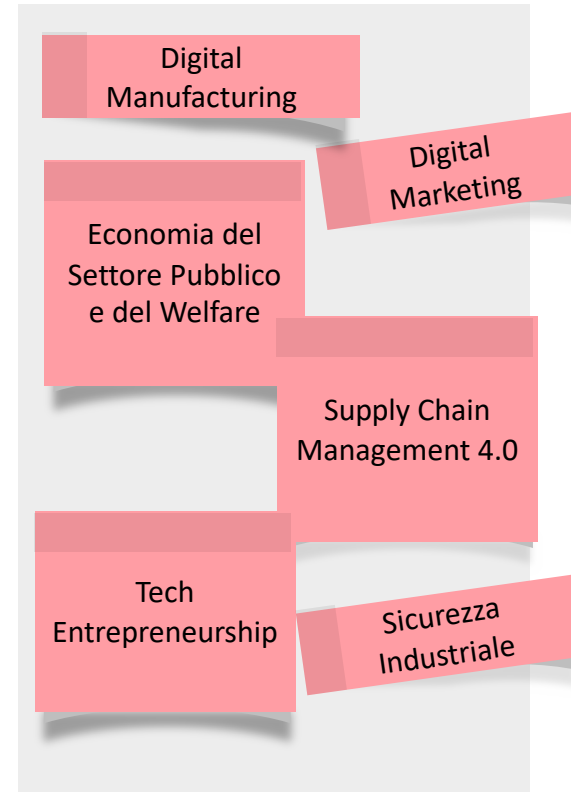 Digital
Manufacturing
Digital
Marketing
Economia del
Settore Pubblico
e del Welfare
Supply Chain
Management 4.0
Tech
Entrepreneurship
Sicurezza
Industriale